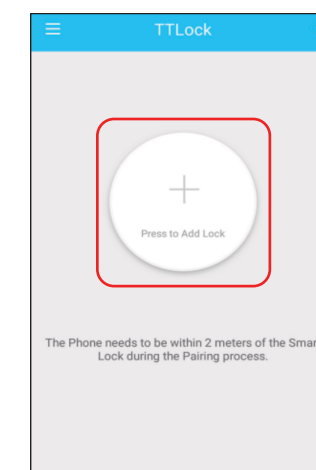 TTLock
Press to Add Lock
The Phone needs to be within 2 meters of the Smar
Lock during the Pairing process.